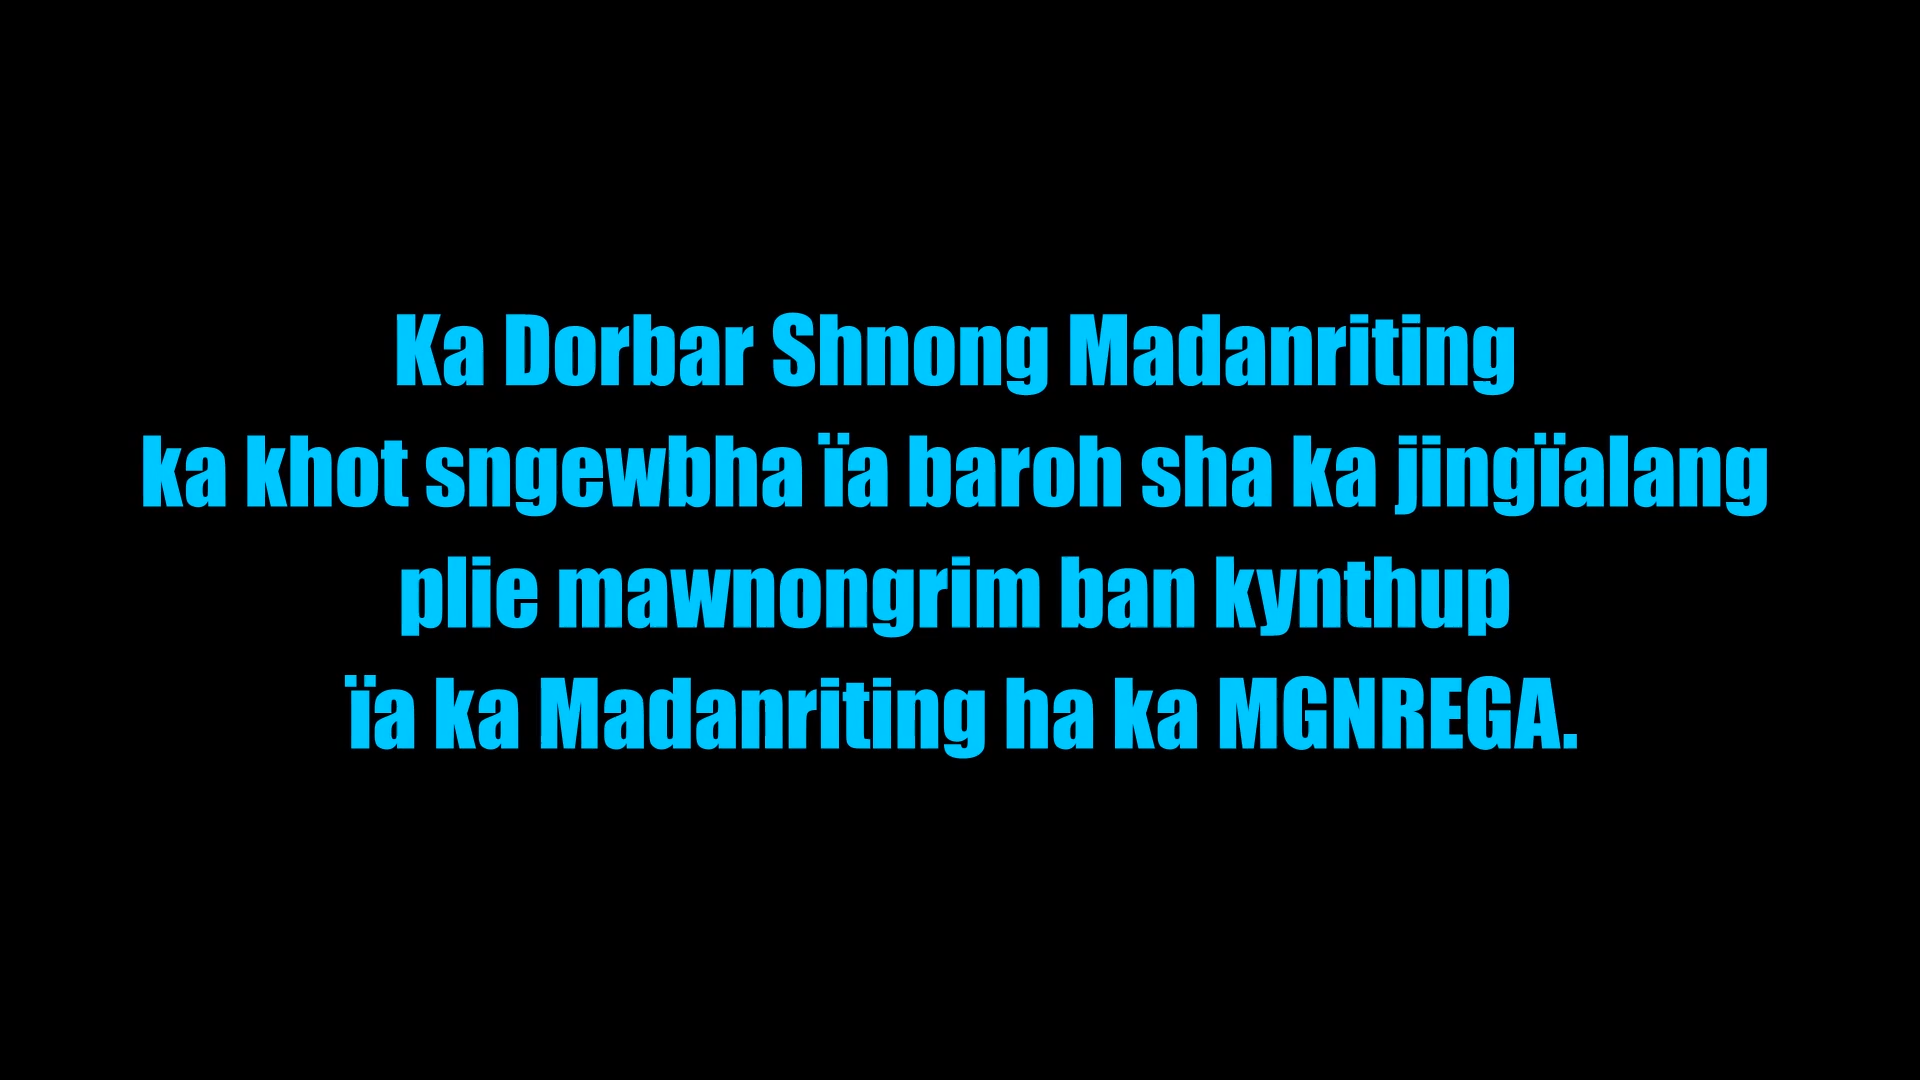 Ka Dorbar Shnong Madanriting
ka khot sngewbha ïa baroh sha ka jingïalang
plie mawnongrim ban kynthup
ïa ka Madanriting ha ka MGNREGA.